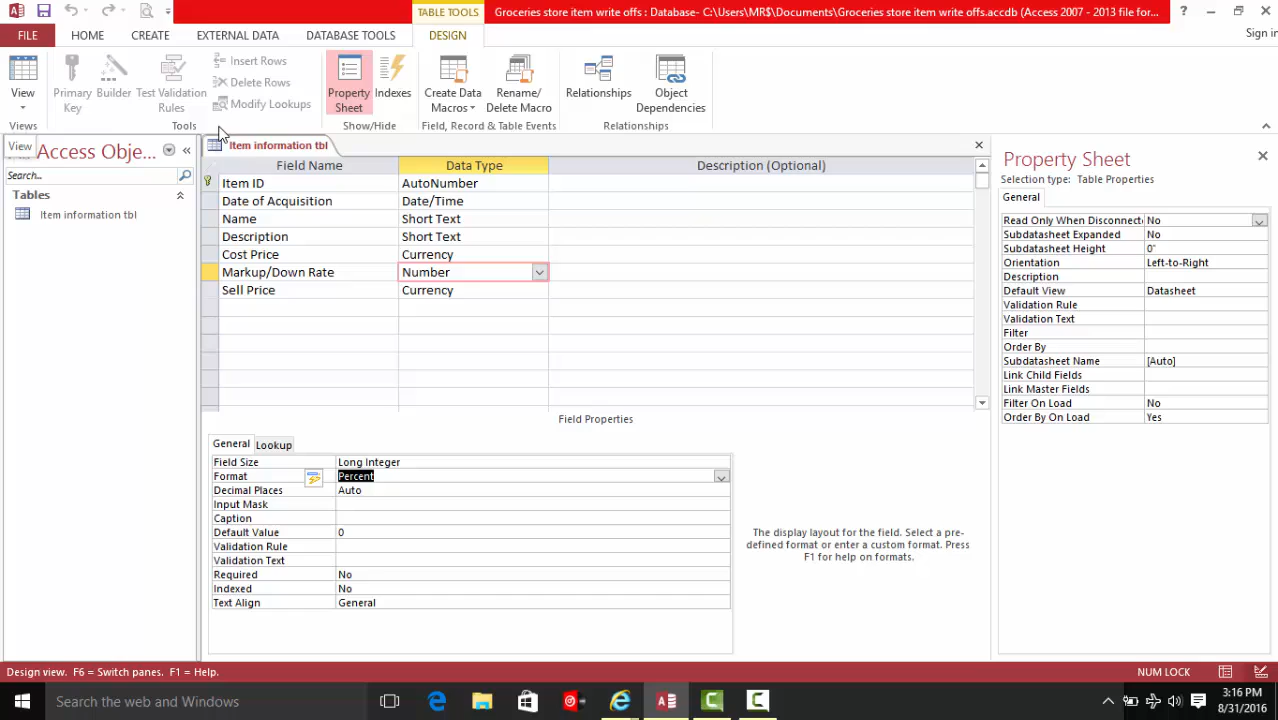 TABLE TOOLS
Groceries store item write offs : Database- C:\Users\MR$\Documents\Groceries store item write offs.accdb (Access 2007 - 2013 file for...
FILE HOME CREATE EXTERNAL DATA DATABASE TOOLS DESIGN Sign in
View
Primary Key
Builder
Test Validation Rules
Insert Rows
Delete Rows
Modify Lookups
Property Sheet
Indexes
Create Data Macros
Rename/ Delete Macro
Relationships
Object Dependencies
Views Tools Show/Hide Field, Record & Table Events Relationships
View
Access Obje...
Search...
Tables
Item information tbl
Item information tbl
Field Name Data Type Description (Optional)
Item ID AutoNumber
Date of Acquisition Date/Time
Name Short Text
Description Short Text
Cost Price Currency
Markup/Down Rate Number
Sell Price Currency
Field Properties
General Lookup
Field Size Long Integer
Format Percent
Decimal Places Auto
Input Mask
Caption
Default Value 0
Validation Rule
Validation Text
Required No
Indexed No
Text Align General
The display layout for the field. Select a pre-
defined format or enter a custom format. Press
F1 for help on formats.
Property Sheet
Selection type: Table Properties
General
Read Only When Disconnect No
Subdatasheet Expanded No
Subdatasheet Height 0"
Orientation Left-to-Right
Description
Default View Datasheet
Validation Rule
Validation Text
Filter
Order By
Subdatasheet Name [Auto]
Link Child Fields
Link Master Fields
Filter On Load No
Order By On Load Yes
Design view. F6 = Switch panes. F1 = Help. NUM LOCK
Search the web and Windows
3:16 PM
8/31/2016